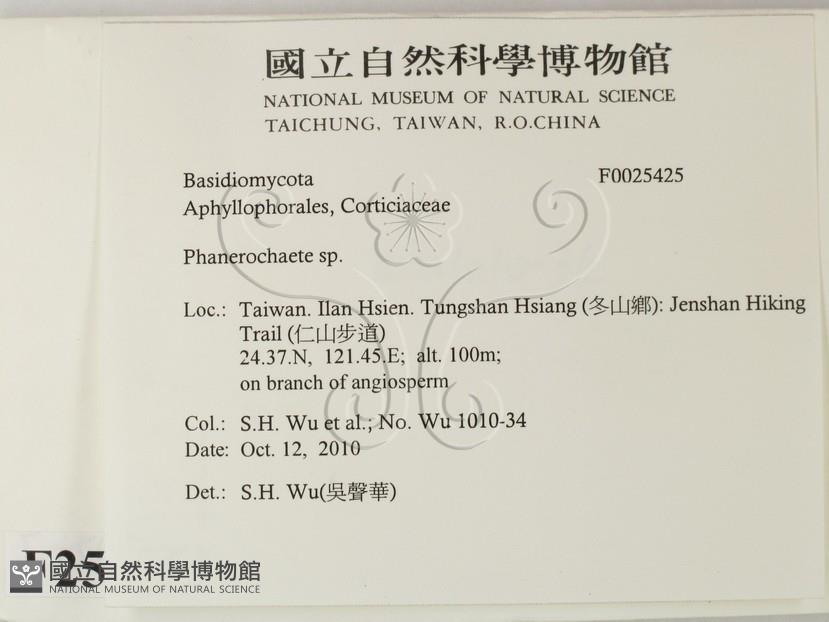 國立自然科學博物館
NATIONAL MUSEUM OF NATURAL SCIENCE
TAICHUNG, TAIWAN, R.O.CHINA
Basidiomycota F0025425
Aphyllophorales, Corticiaceae
Phanerochaete sp.
Loc.: Taiwan. Ilan Hsien. Tungshan Hsiang (冬山鄉): Jenshan Hiking
Trail (仁山步道)
24.37.N, 121.45.E; alt. 100m;
on branch of angiosperm
Col.: S.H. Wu et al.; No. Wu 1010-34
Date: Oct. 12, 2010
Det.: S.H. Wu(吳聲華)
F25
國立自然科學博物館
NATIONAL MUSEUM OF NATURAL SCIENCE